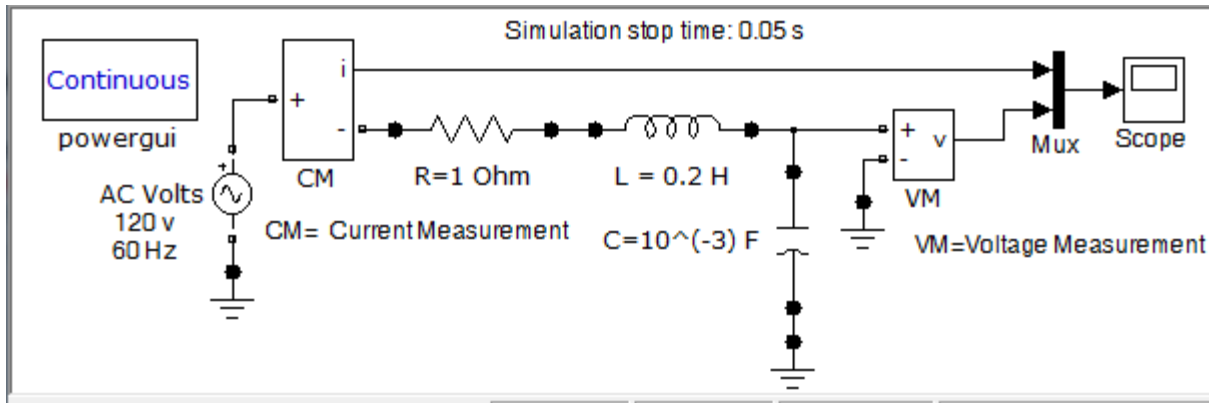 Simulation stop time: 0.05 s
Continuous
powergui
i
+
-
CM
+
AC Volts
120 v
60 Hz
CM= Current Measurement
R=1 Ohm
L = 0.2 H
C=10^(-3) F
+
-
v
VM
VM=Voltage Measurement
Mux
Scope